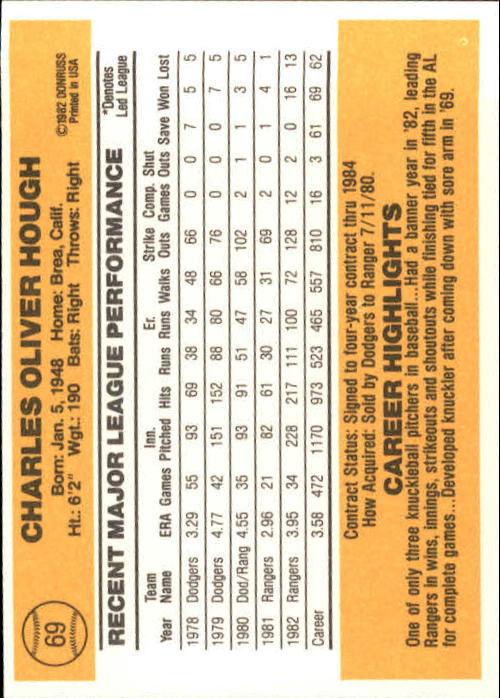 69
CHARLES OLIVER HOUGH
Born: Jan. 5, 1948 Home: Brea, Calif.
Ht.: 6'2" Wgt.: 190 Bats: Right Throws: Right
©1982 DONRUSS
Printed in USA
RECENT MAJOR LEAGUE PERFORMANCE
*Denotes
Led League
Team Inn. Er. Strike Comp. Shut
Year Name ERA Games Pitched Hits Runs Runs Walks Outs Games Outs Save Won Lost
1978 Dodgers 3.29 55 93 69 38 34 48 66 0 0 7 5 5
1979 Dodgers 4.77 42 151 152 88 80 66 76 0 0 0 7 5
1980 Dod/Rang 4.55 35 93 91 51 47 58 102 2 1 1 3 5
1981 Rangers 2.96 21 82 61 30 27 31 69 2 0 1 4 1
1982 Rangers 3.95 34 228 217 111 100 72 128 12 2 0 16 13
Career 3.58 472 1170 973 523 465 557 810 16 3 61 69 62
Contract Status: Signed to four-year contract thru 1984
How Acquired: Sold by Dodgers to Ranger 7/11/80.
CAREER HIGHLIGHTS
One of only three knuckleball pitchers in baseball...Had a banner year in '82, leading
Rangers in wins, innings, strikeouts and shoutouts while finishing tied for fifth in the AL
for complete games...Developed knuckler after coming down with sore arm in '69.